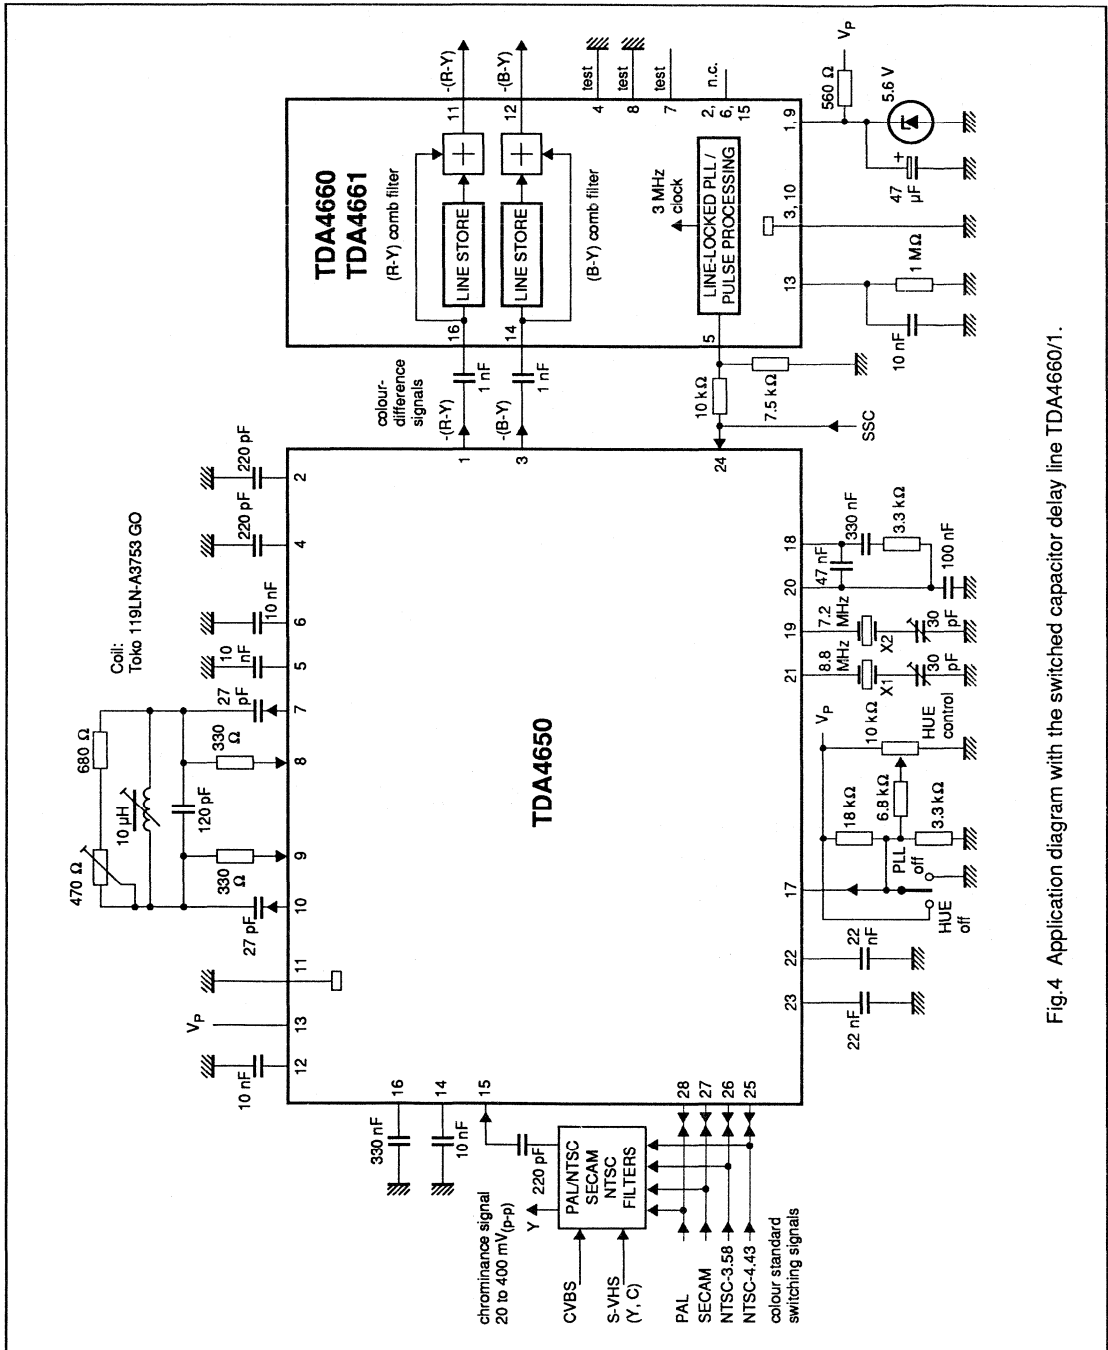 TDA4660
TDA4661
-(R-Y)
-(B-Y)
11
12
(R-Y) comb filter
LINE STORE
LINE STORE
(B-Y) comb filter
16
14
test
test
test
n.c.
4
8
7
2,
6,
15
3 MHz
clock
LINE-LOCKED PLL /
PULSE PROCESSING
5
1, 9
3, 10
13
VP
560 Ω
5.6 V
+
47
µF
1 MΩ
10 nF
colour-
difference
signals
1 nF
1 nF
-(R-Y)
-(B-Y)
10 kΩ
7.5 kΩ
SSC
1
3
24
TDA4650
Coil:
Toko 119LN-A3753 GO
220 pF
220 pF
10 nF
10
nF
27
pF
2
4
6
5
7
680 Ω
330
Ω
8
10 µH
120 pF
470 Ω
330
Ω
9
27 pF
10
11
VP
13
10 nF
12
18
330 nF
3.3 kΩ
47 nF
100 nF
20
19
7.2
MHz
X2
30
pF
21
8.8
MHz
X1
30
pF
VP
10 kΩ
HUE
control
18 kΩ
6.8 kΩ
3.3 kΩ
PLL
off
17
HUE
off
22
22
nF
23
22 nF
16
330 nF
14
10 nF
15
220 pF
chrominance signal
20 to 400 mV(p-p)
Y
PAL/NTSC
SECAM
NTSC
FILTERS
CVBS
S-VHS
(Y, C)
28
27
26
25
PAL
SECAM
NTSC-3.58
NTSC-4.43
colour standard
switching signals
Fig.4 Application diagram with the switched capacitor delay line TDA4660/1.